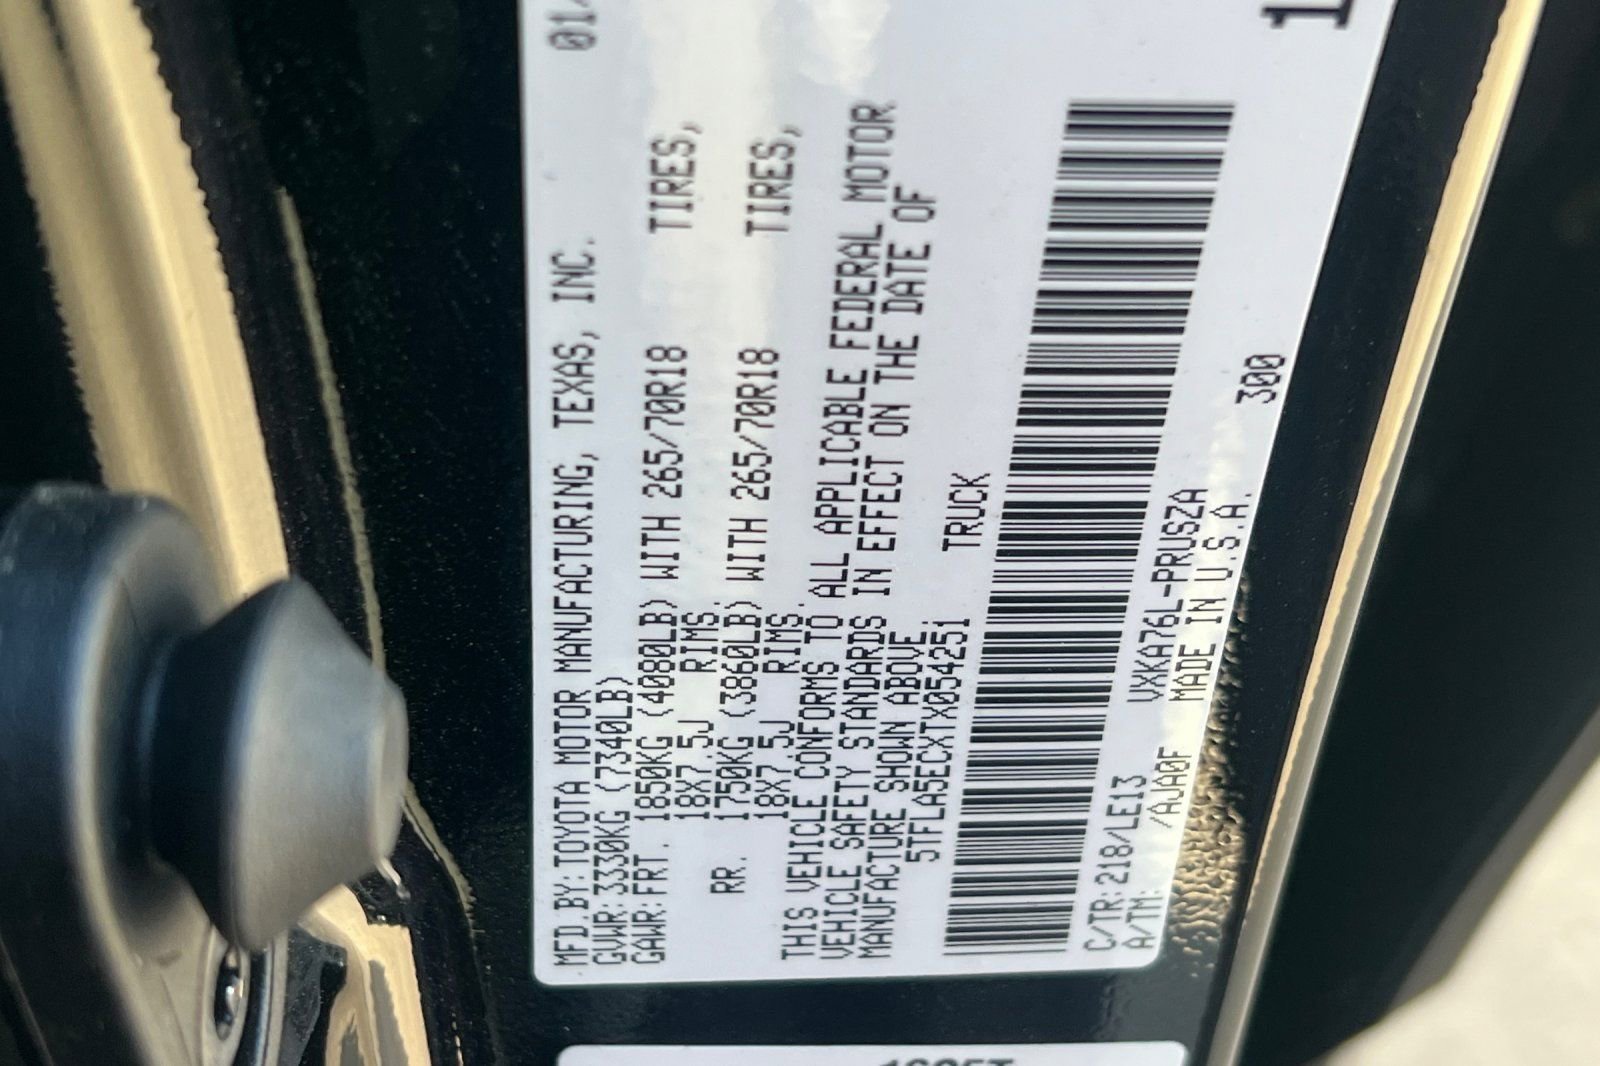 MFD.BY:TOYOTA MOTOR MANUFACTURING, TEXAS, INC. 01/
GVWR:3330KG (7340LB)
GAWR:FRT. 1850KG (4080LB) WITH 265/70R18 TIRES,
18X7.5J RIMS,
RR. 1750KG (3860LB) WITH 265/70R18 TIRES,
18X7.5J RIMS.
THIS VEHICLE CONFORMS TO ALL APPLICABLE FEDERAL MOTOR
VEHICLE SAFETY STANDARDS IN EFFECT ON THE DATE OF
MANUFACTURE SHOWN ABOVE.
5TFLA5ECXTX054251 TRUCK
C/TR:218/LE13 VXKA76L-PRUSZA
A/TM: /AJA0F MADE IN U.S.A. 300
1